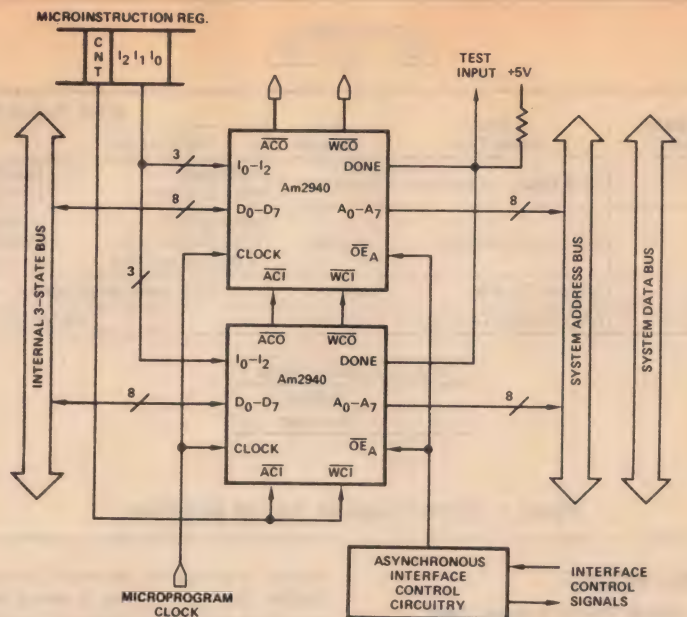 MICROINSTRUCTION REG.
CNT
I2 I1 I0
TEST
INPUT
+5V
INTERNAL 3-STATE BUS
SYSTEM ADDRESS BUS
SYSTEM DATA BUS
ACO
WCO
3
I0-I2
DONE
Am2940
8
D0-D7
A0-A7
8
CLOCK
OEA
ACI
WCI
3
ACO
WCO
I0-I2
DONE
Am2940
8
D0-D7
A0-A7
8
CLOCK
OEA
ACI
WCI
MICROPROGRAM
CLOCK
ASYNCHRONOUS
INTERFACE
CONTROL
CIRCUITRY
INTERFACE
CONTROL
SIGNALS